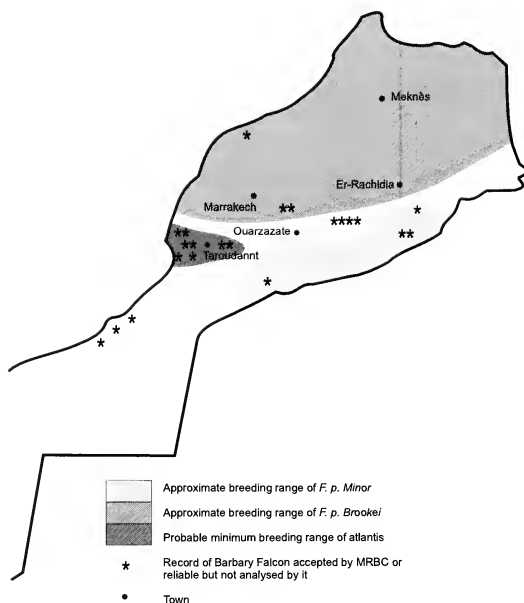 Meknès
Er-Rachidia
Marrakech
Ouarzazate
Taroudannt
Approximate breeding range of F. p. Minor
Approximate breeding range of F. p. Brookei
Probable minimum breeding range of atlantis
Record of Barbary Falcon accepted by MRBC or
reliable but not analysed by it
Town